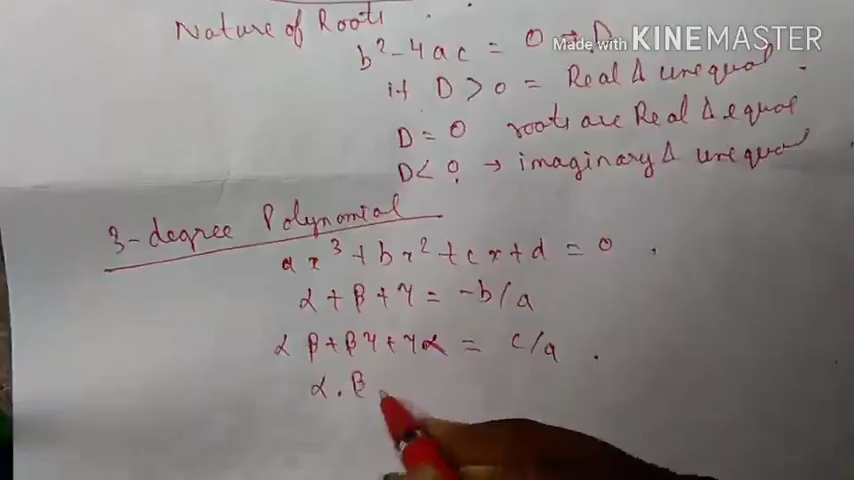 Nature of Roots
b² - 4ac = 0 → D
Made with KINEMASTER
if D > 0 = Real & unequal
D = 0 roots are Real & equal
D < 0 → imaginary & unequal
3-degree Polynomial
ax³ + bx² + cx + d = 0
α + β + γ = -b/a
αβ + βγ + γα = c/a
α . β